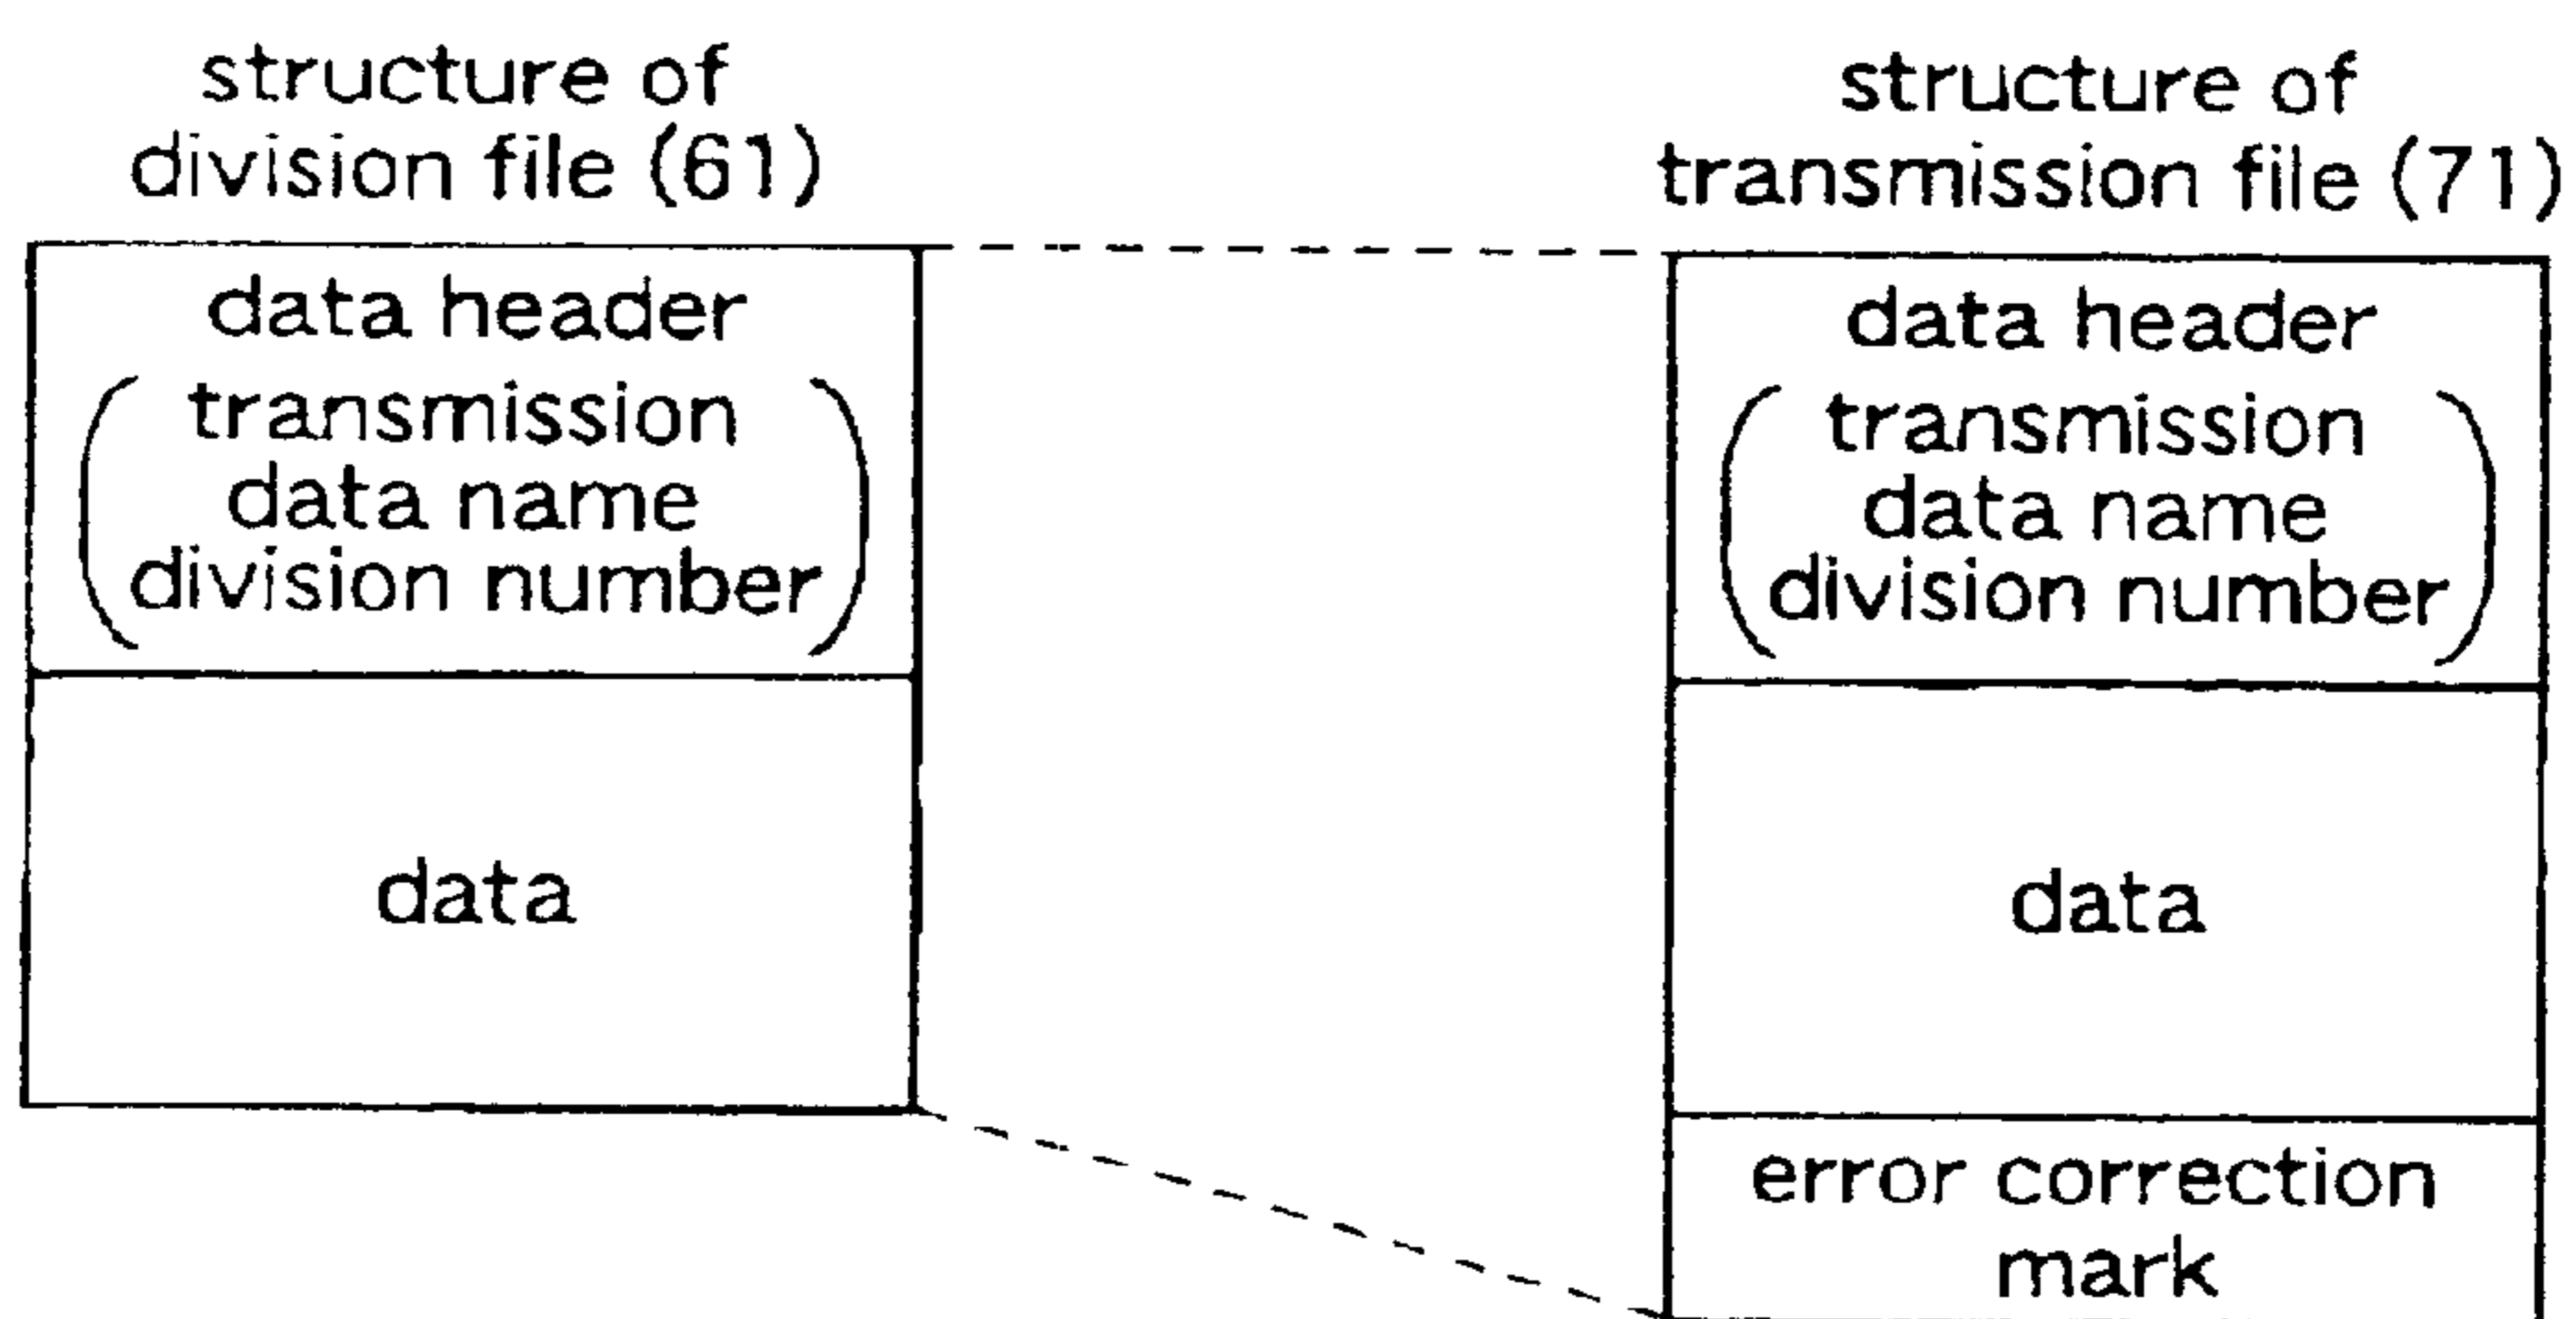 structure of
division file (61)
data header
transmission
data name
division number
data
structure of
transmission file (71)
data header
transmission
data name
division number
data
error correction
mark